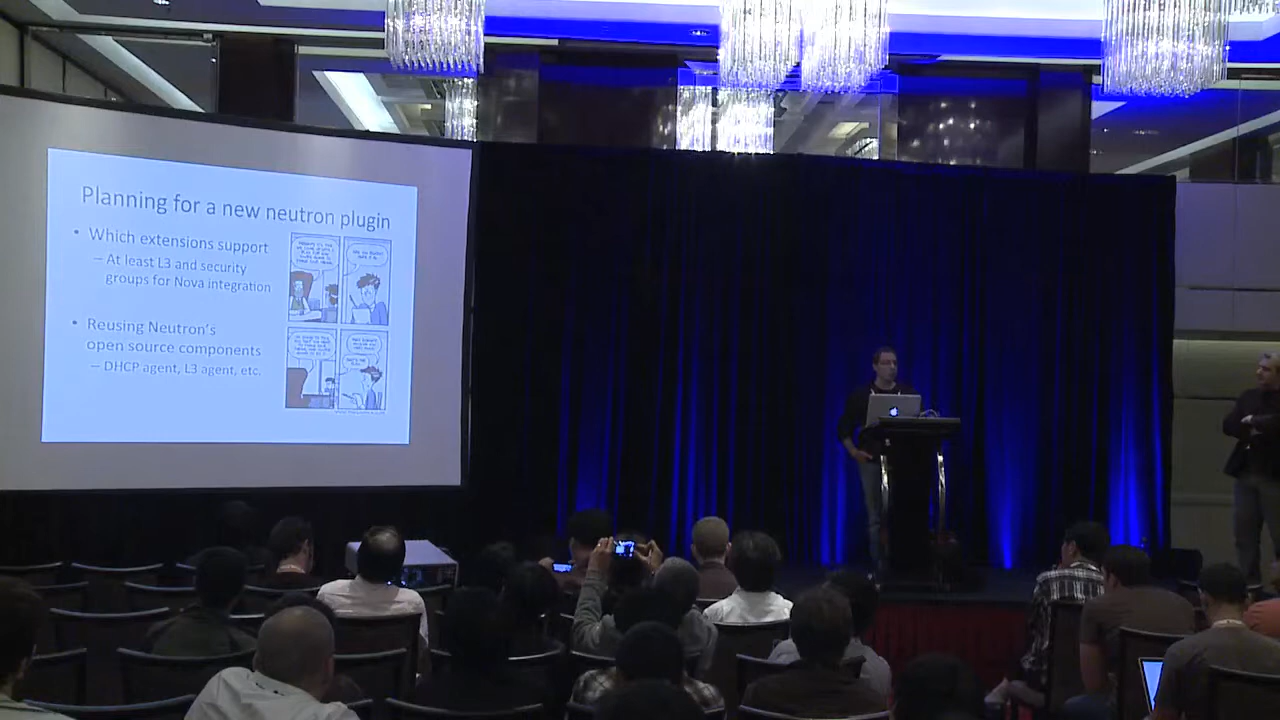 Planning for a new neutron plugin
• Which extensions support
– At least L3 and security
groups for Nova integration
• Reusing Neutron's
open source components
– DHCP agent, L3 agent, etc.